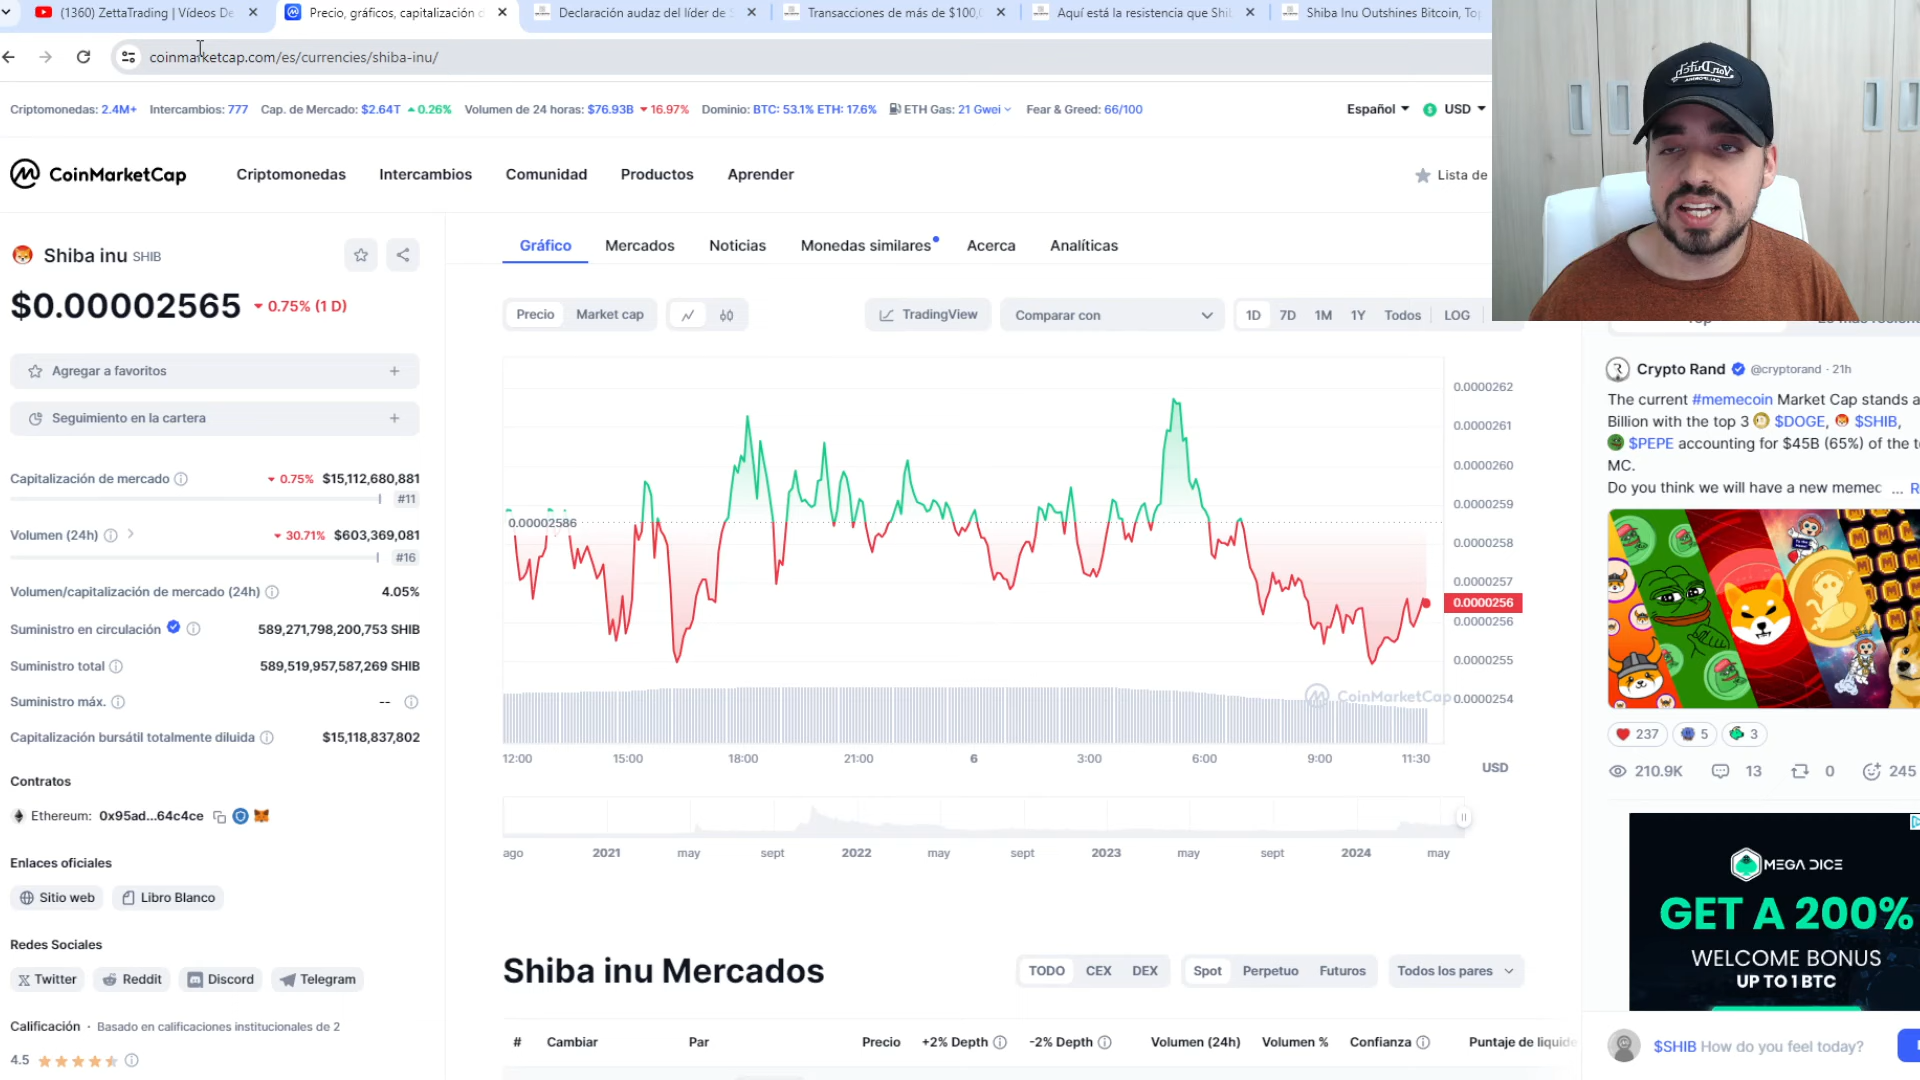 (1360) ZettaTrading | Vídeos De
Precio, gráficos, capitalización d
Declaración audaz del líder de S
Transacciones de más de $100,0
Aquí está la resistencia que Shib
Shiba Inu Outshines Bitcoin, Top
coinmarketcap.com/es/currencies/shiba-inu/
Criptomonedas: 2.4M+ Intercambios: 777 Cap. de Mercado: $2.64T 0.26% Volumen de 24 horas: $76.93B 16.97% Dominio: BTC: 53.1% ETH: 17.6% ETH Gas: 21 Gwei Fear & Greed: 66/100
Español USD
CoinMarketCap
Criptomonedas Intercambios Comunidad Productos Aprender
Lista de
Shiba inu SHIB
$0.00002565 0.75% (1 D)
Agregar a favoritos +
Seguimiento en la cartera +
Capitalización de mercado 0.75% $15,112,680,881
#11
Volumen (24h) 30.71% $603,369,081
#16
Volumen/capitalización de mercado (24h) 4.05%
Suministro en circulación 589,271,798,200,753 SHIB
Suministro total 589,519,957,587,269 SHIB
Suministro máx. --
Capitalización bursátil totalmente diluida $15,118,837,802
Contratos
Ethereum: 0x95ad...64c4ce
Enlaces oficiales
Sitio web Libro Blanco
Redes Sociales
Twitter Reddit Discord Telegram
Calificación · Basado en calificaciones institucionales de 2
4.5
Gráfico Mercados Noticias Monedas similares Acerca Analíticas
Precio Market cap TradingView Comparar con 1D 7D 1M 1Y Todos LOG
0.00002586
0.0000262
0.0000261
0.0000260
0.0000259
0.0000258
0.0000257
0.0000256
0.0000256
0.0000255
0.0000254
CoinMarketCap
12:00 15:00 18:00 21:00 6 3:00 6:00 9:00 11:30
USD
ago 2021 may sept 2022 may sept 2023 may sept 2024 may
Shiba inu Mercados
TODO CEX DEX Spot Perpetuo Futuros Todos los pares
# Cambiar Par Precio +2% Depth -2% Depth Volumen (24h) Volumen % Confianza Puntaje de liquide
Von Dutch
Crypto Rand @cryptorand · 21h
The current #memecoin Market Cap stands a
Billion with the top 3 $DOGE, $SHIB,
$PEPE accounting for $45B (65%) of the to
MC.
Do you think we will have a new memec ... R
237 5 3
210.9K 13 0 245
MEGA DICE
GET A 200%
WELCOME BONUS
UP TO 1 BTC
$SHIB How do you feel today?